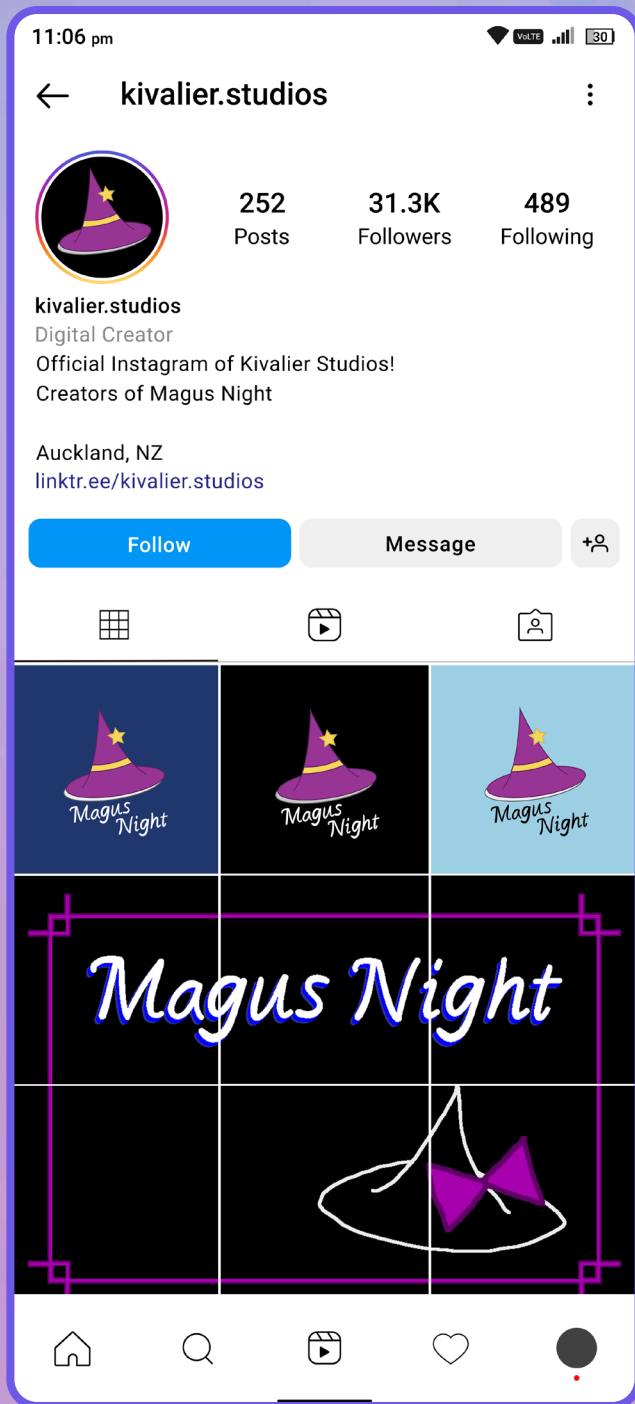 11:06 pm VoLTE 30
kivalier.studios
252 31.3K 489
Posts Followers Following
kivalier.studios
Digital Creator
Official Instagram of Kivalier Studios!
Creators of Magus Night
Auckland, NZ
linktr.ee/kivalier.studios
Follow Message
Magus
Night
Magus
Night
Magus
Night
Magus Night